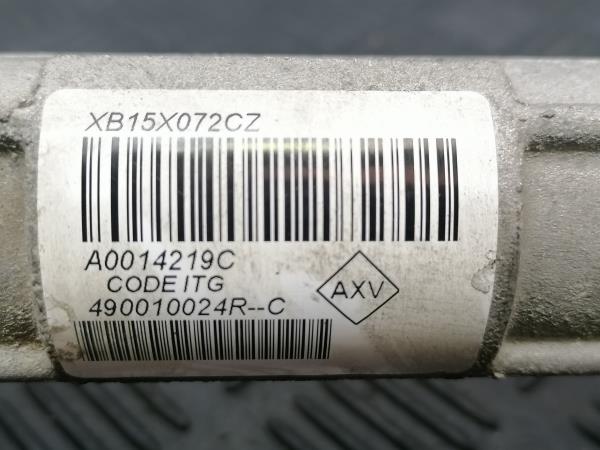 XB15X072CZ
A0014219C
CODE ITG
AXV
490010024R--C